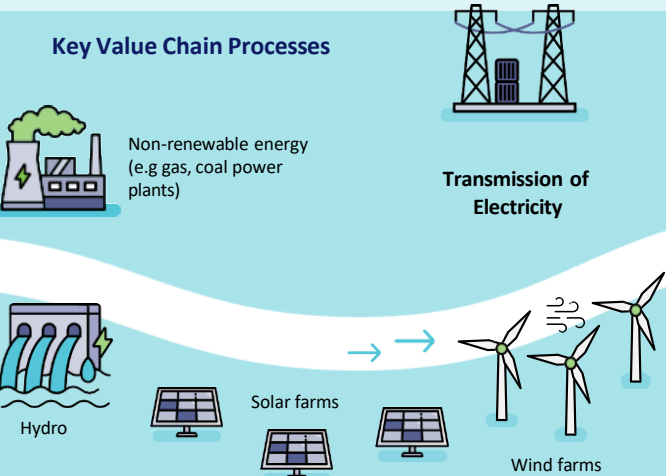 Key Value Chain Processes
Non-renewable energy
(e.g gas, coal power
plants)
Transmission of
Electricity
Solar farms
Hydro
Wind farms